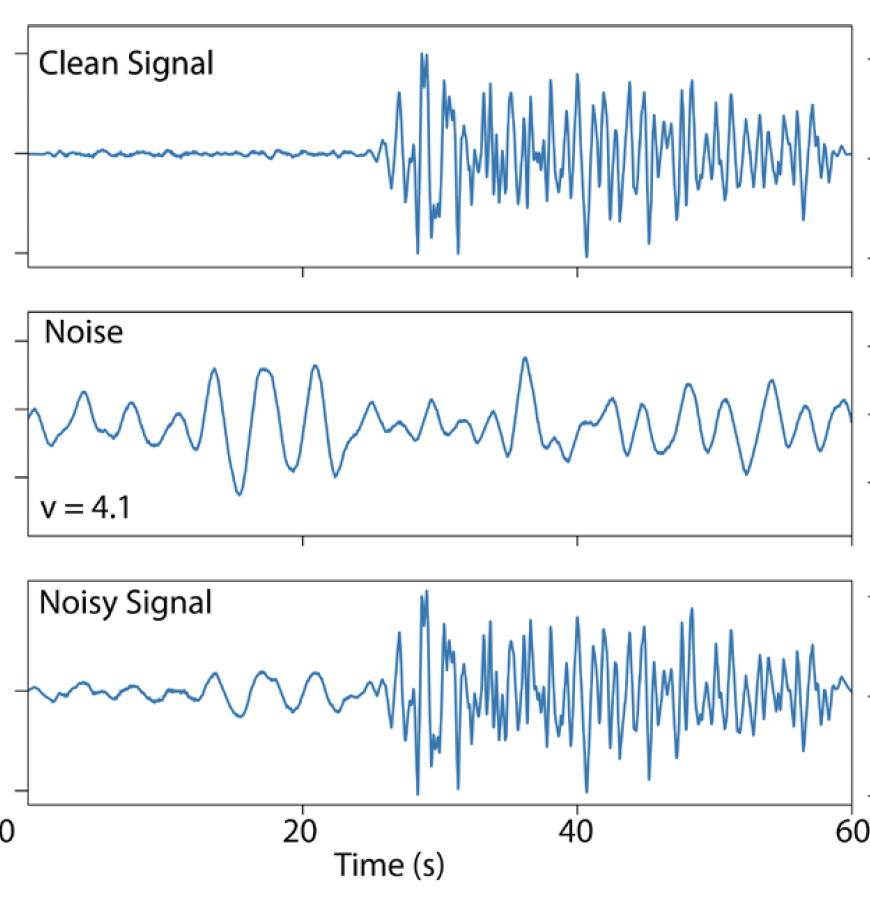 Clean Signal
Noise
v = 4.1
Noisy Signal
0 20 40 60
Time (s)